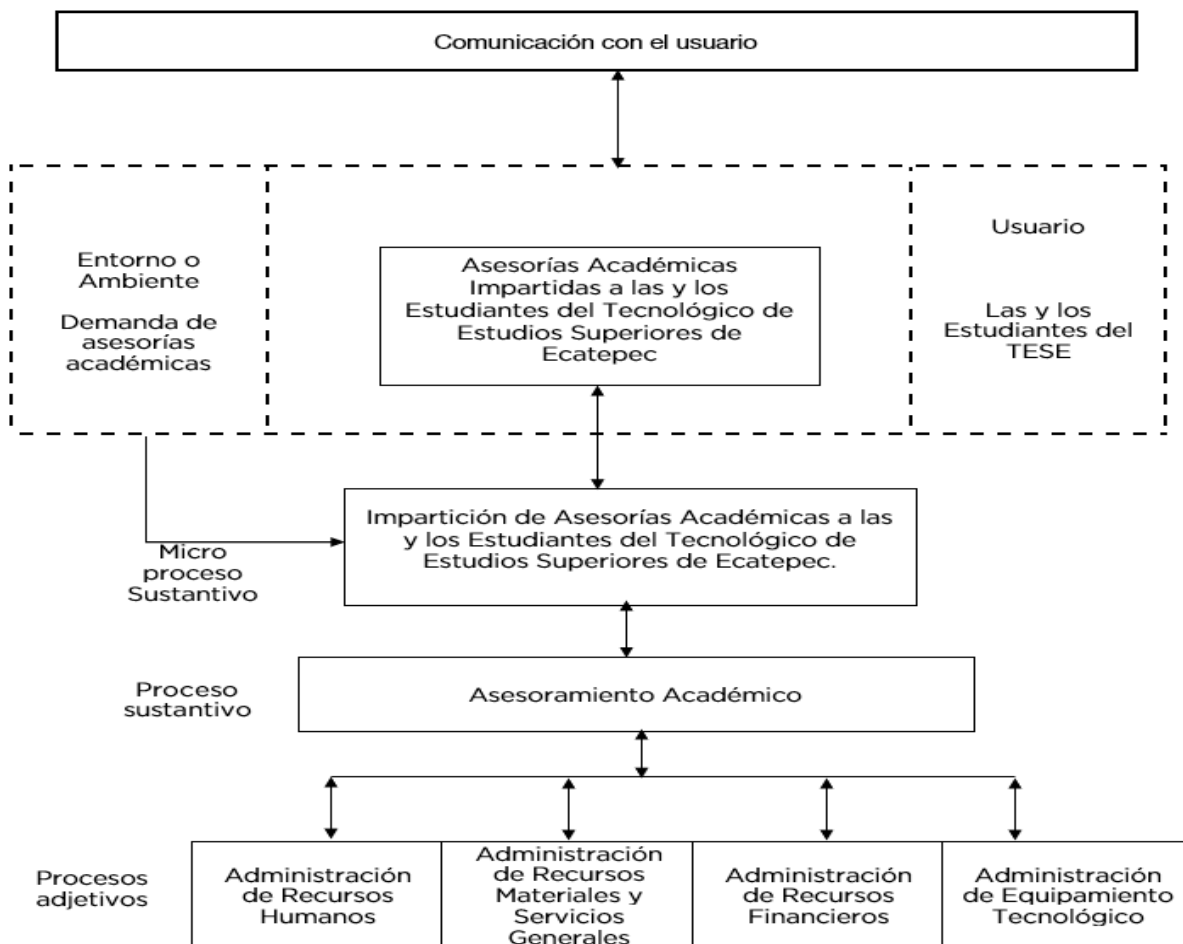 Comunicación con el usuario
Entorno o
Ambiente
Demanda de
asesorías
académicas
Asesorías Académicas
Impartidas a las y los
Estudiantes del Tecnológico de
Estudios Superiores de
Ecatepec
Usuario
Las y los
Estudiantes del
TESE
Impartición de Asesorías Académicas a las
y los Estudiantes del Tecnológico de
Estudios Superiores de Ecatepec.
Micro
proceso
Sustantivo
Proceso
sustantivo
Asesoramiento Académico
Procesos
adjetivos
Administración
de Recursos
Humanos
Administración
de Recursos
Materiales y
Servicios
Generales
Administración
de Recursos
Financieros
Administración
de Equipamiento
Tecnológico